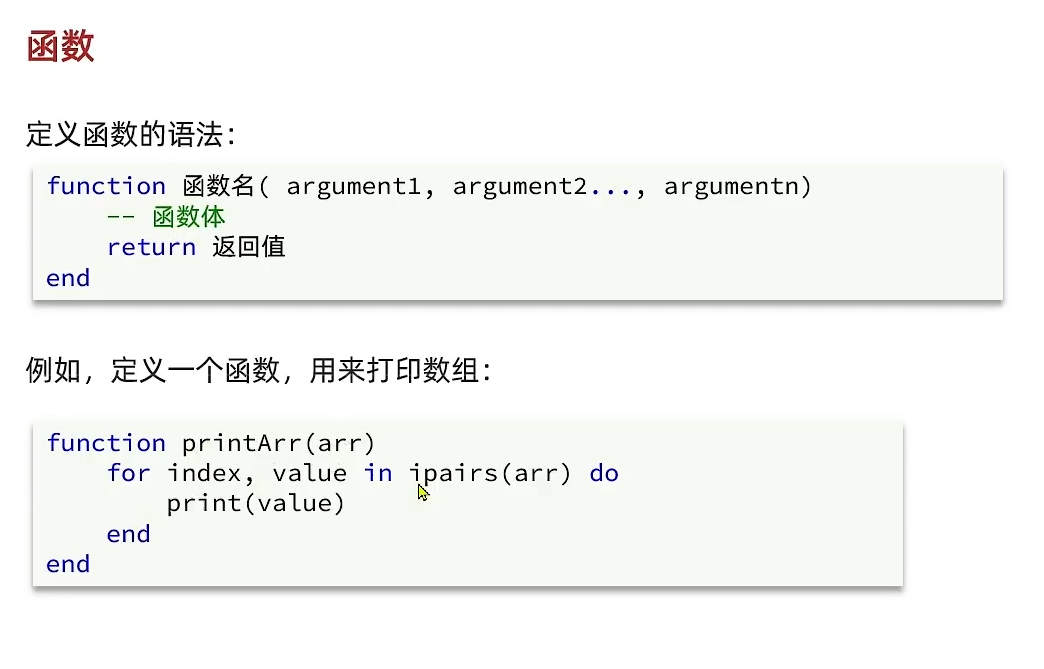 函数
定义函数的语法：
function 函数名( argument1, argument2..., argumentn)
    -- 函数体
    return 返回值
end
例如，定义一个函数，用来打印数组：
function printArr(arr)
    for index, value in ipairs(arr) do
        print(value)
    end
end